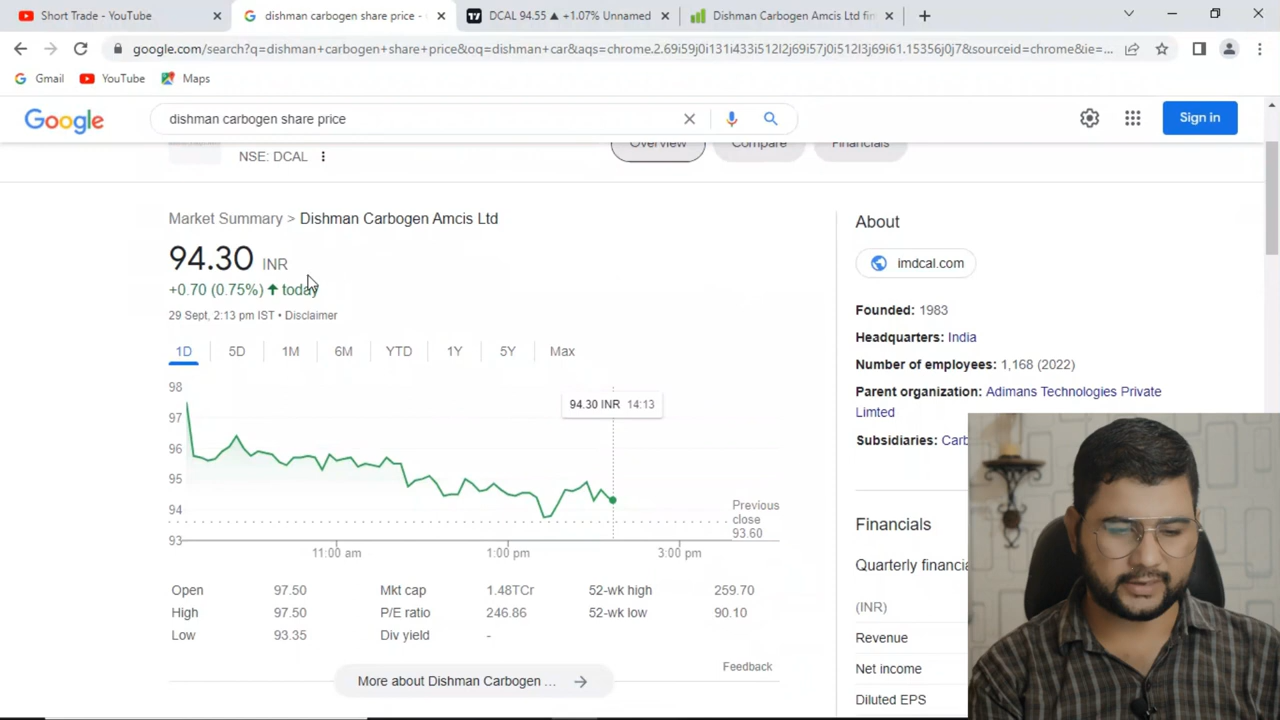 Short Trade - YouTube
dishman carbogen share price -
DCAL 94.55 ▲ +1.07% Unnamed
Dishman Carbogen Amcis Ltd fin
google.com/search?q=dishman+carbogen+share+price&oq=dishman+car&aqs=chrome.2.69i59j0i131i433i512l2j69i57j0i512l3j69i61.15356j0j7&sourceid=chrome&ie=...
Gmail
YouTube
Maps
Google
dishman carbogen share price
Sign in
NSE: DCAL
Overview
Compare
Financials
Market Summary > Dishman Carbogen Amcis Ltd
94.30 INR
+0.70 (0.75%) ↑ today
29 Sept, 2:13 pm IST • Disclaimer
1D
5D
1M
6M
YTD
1Y
5Y
Max
94.30 INR 14:13
98
97
96
95
94
93
Previous
close
93.60
11:00 am
1:00 pm
3:00 pm
Open 97.50
High 97.50
Low 93.35
Mkt cap 1.48TCr
P/E ratio 246.86
Div yield -
52-wk high 259.70
52-wk low 90.10
Feedback
More about Dishman Carbogen ...
About
imdcal.com
Founded: 1983
Headquarters: India
Number of employees: 1,168 (2022)
Parent organization: Adimans Technologies Private
Limted
Subsidiaries: Carb
Financials
Quarterly financia
(INR)
Revenue
Net income
Diluted EPS